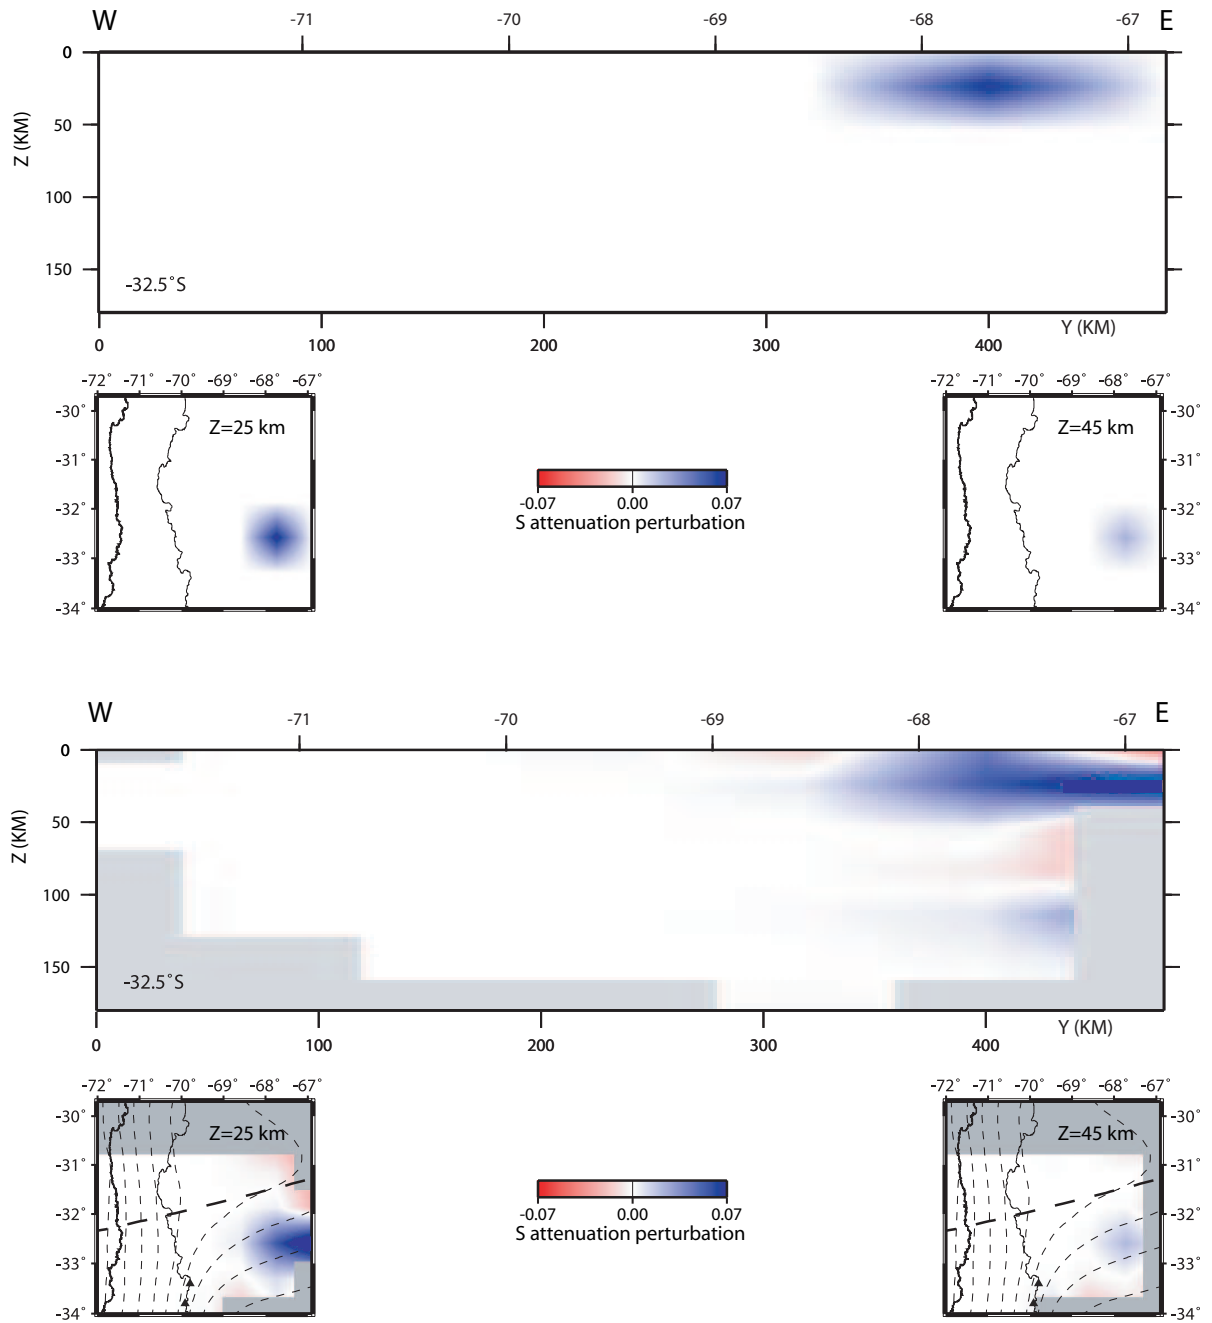 W -71 -70 -69 -68 -67 E
0
50
Z (KM)
100
150
-32.5˚S
Y (KM)
0 100 200 300 400
-72˚ -71˚ -70˚ -69˚ -68˚ -67˚
-30˚
-31˚
-32˚
-33˚
-34˚
Z=25 km
-0.07 0.00 0.07
S attenuation perturbation
-72˚ -71˚ -70˚ -69˚ -68˚ -67˚
Z=45 km
-30˚
-31˚
-32˚
-33˚
-34˚
W -71 -70 -69 -68 -67 E
0
50
Z (KM)
100
150
-32.5˚S
Y (KM)
0 100 200 300 400
-72˚ -71˚ -70˚ -69˚ -68˚ -67˚
-30˚
-31˚
-32˚
-33˚
-34˚
Z=25 km
-0.07 0.00 0.07
S attenuation perturbation
-72˚ -71˚ -70˚ -69˚ -68˚ -67˚
Z=45 km
-30˚
-31˚
-32˚
-33˚
-34˚